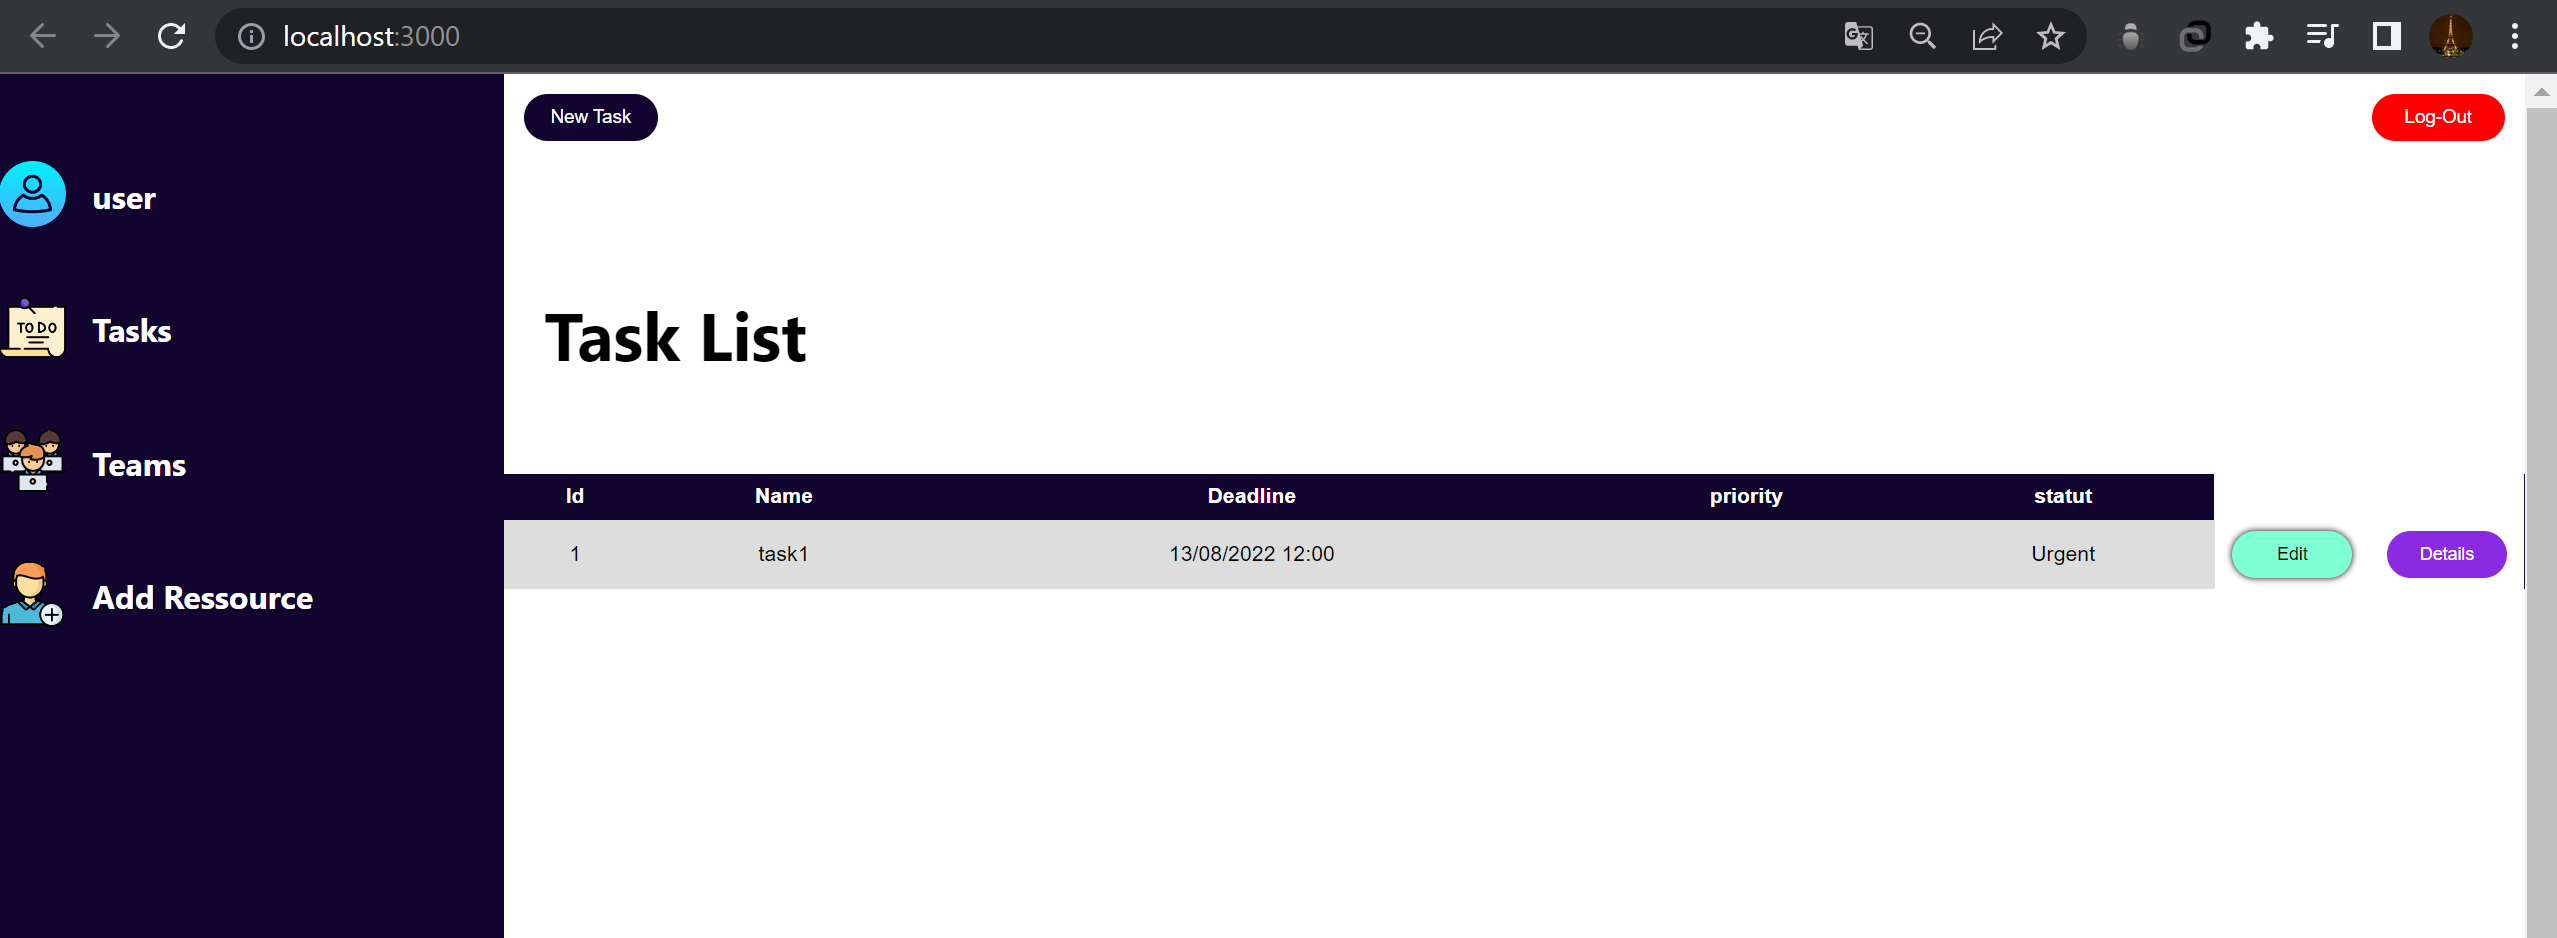 localhost:3000
New Task
Log-Out
user
TO DO
Tasks
Teams
Add Ressource
Task List
Id Name Deadline priority statut
1 task1 13/08/2022 12:00 Urgent Edit Details